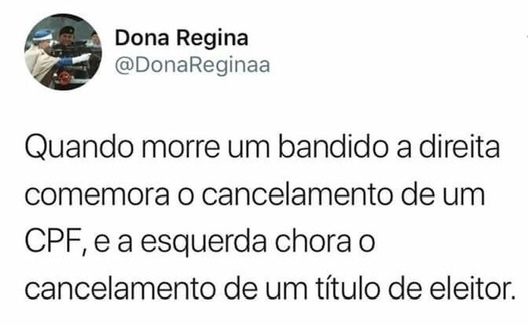 Dona Regina
@DonaReginaa
Quando morre um bandido a direita
comemora o cancelamento de um
CPF, e a esquerda chora o
cancelamento de um título de eleitor.